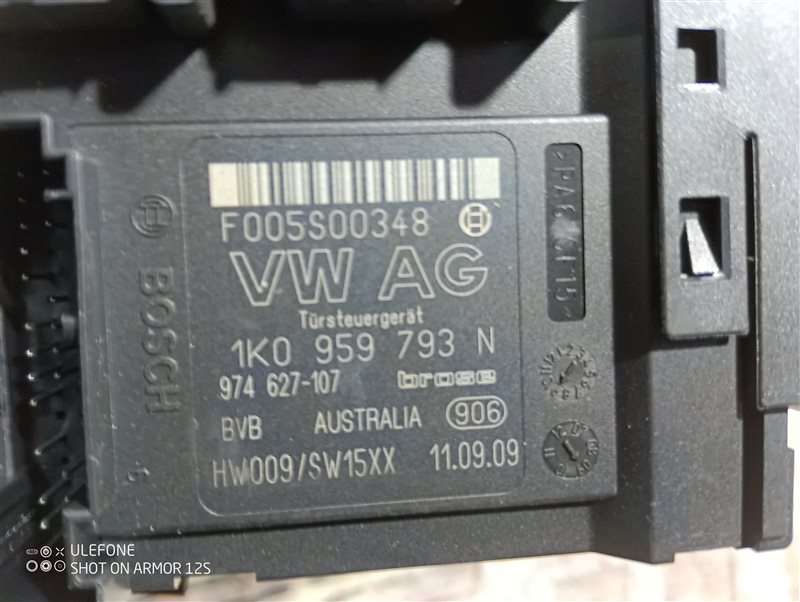 F005S00348
VW AG
Türsteuergerät
1K0 959 793 N
974 627-107 brose
BVB AUSTRALIA 906
HW009/SW15XX 11.09.09
BOSCH
ULEFONE
SHOT ON ARMOR 12S